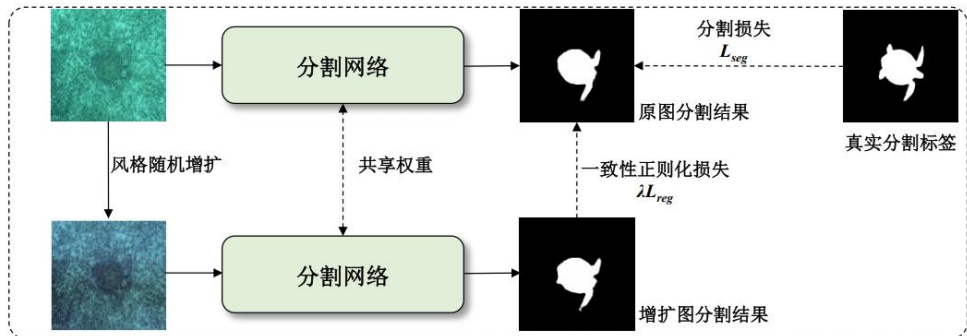 分割网络
分割损失
L_seg
原图分割结果
真实分割标签
风格随机增扩
共享权重
一致性正则化损失
λL_reg
分割网络
增扩图分割结果